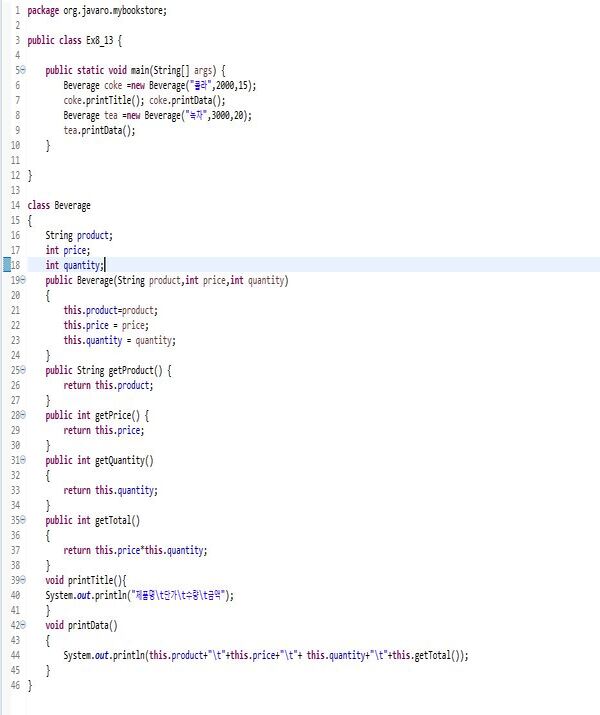 1 package org.javaro.mybookstore;
2
3 public class Ex8_13 {
4
5 public static void main(String[] args) {
6 Beverage coke =new Beverage("콜라",2000,15);
7 coke.printTitle(); coke.printData();
8 Beverage tea =new Beverage("녹차",3000,20);
9 tea.printData();
10 }
11
12 }
13
14 class Beverage
15 {
16 String product;
17 int price;
18 int quantity;
19 public Beverage(String product,int price,int quantity)
20 {
21 this.product=product;
22 this.price = price;
23 this.quantity = quantity;
24 }
25 public String getProduct() {
26 return this.product;
27 }
28 public int getPrice() {
29 return this.price;
30 }
31 public int getQuantity()
32 {
33 return this.quantity;
34 }
35 public int getTotal()
36 {
37 return this.price*this.quantity;
38 }
39 void printTitle(){
40 System.out.println("제품명\t단가\t수량\t금액");
41 }
42 void printData()
43 {
44 System.out.println(this.product+"\t"+this.price+"\t"+ this.quantity+"\t"+this.getTotal());
45 }
46 }